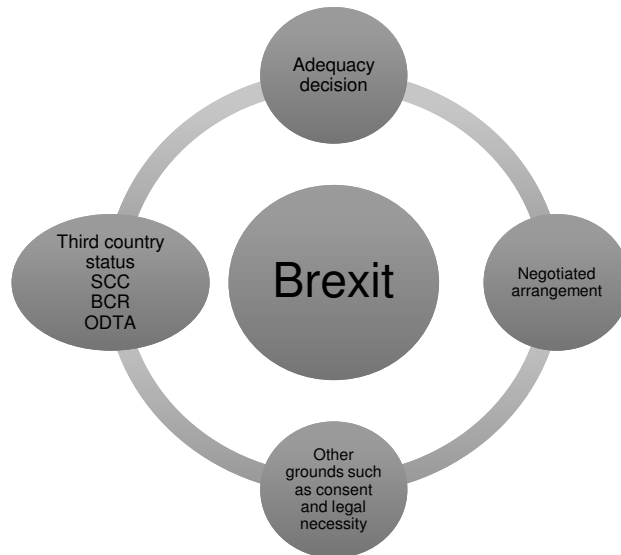 Adequacy
decision
Third country
status
SCC
BCR
ODTA
Brexit
Negotiated
arrangement
Other
grounds such
as consent
and legal
necessity